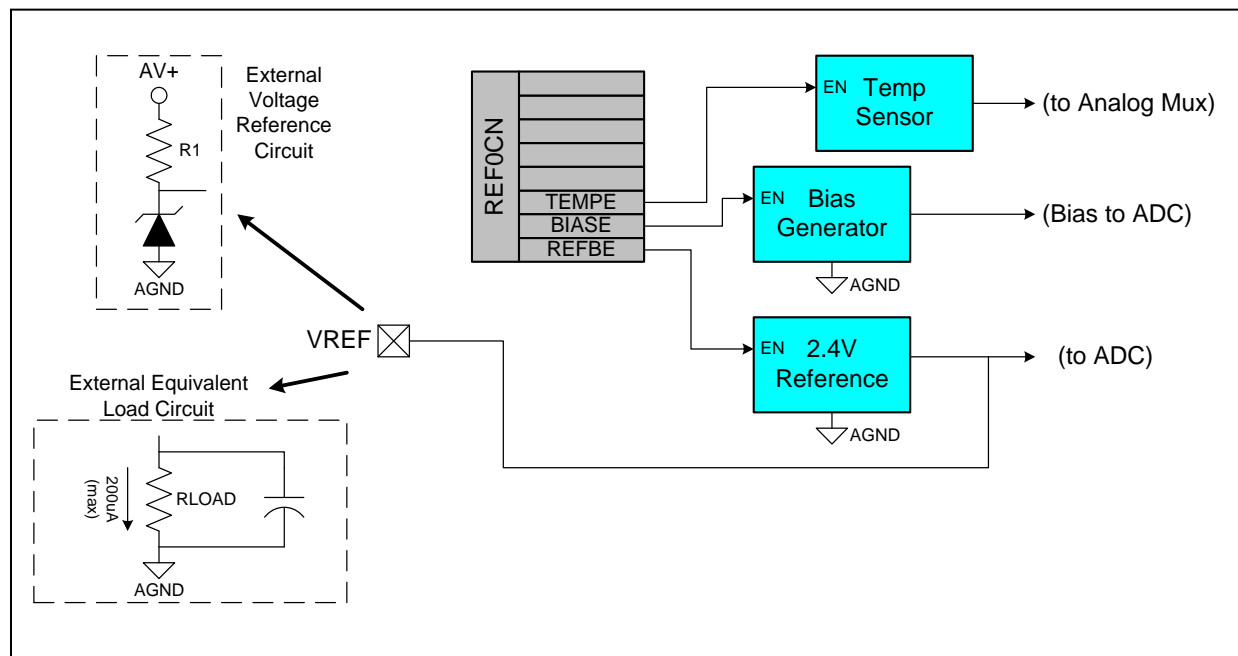 AV+
External
Voltage
Reference
Circuit
R1
AGND
REF0CN
TEMPE
BIASE
REFBE
EN
Temp
Sensor
(to Analog Mux)
EN
Bias
Generator
(Bias to ADC)
AGND
VREF
EN
2.4V
Reference
(to ADC)
AGND
External Equivalent
Load Circuit
200uA
(max)
RLOAD
AGND